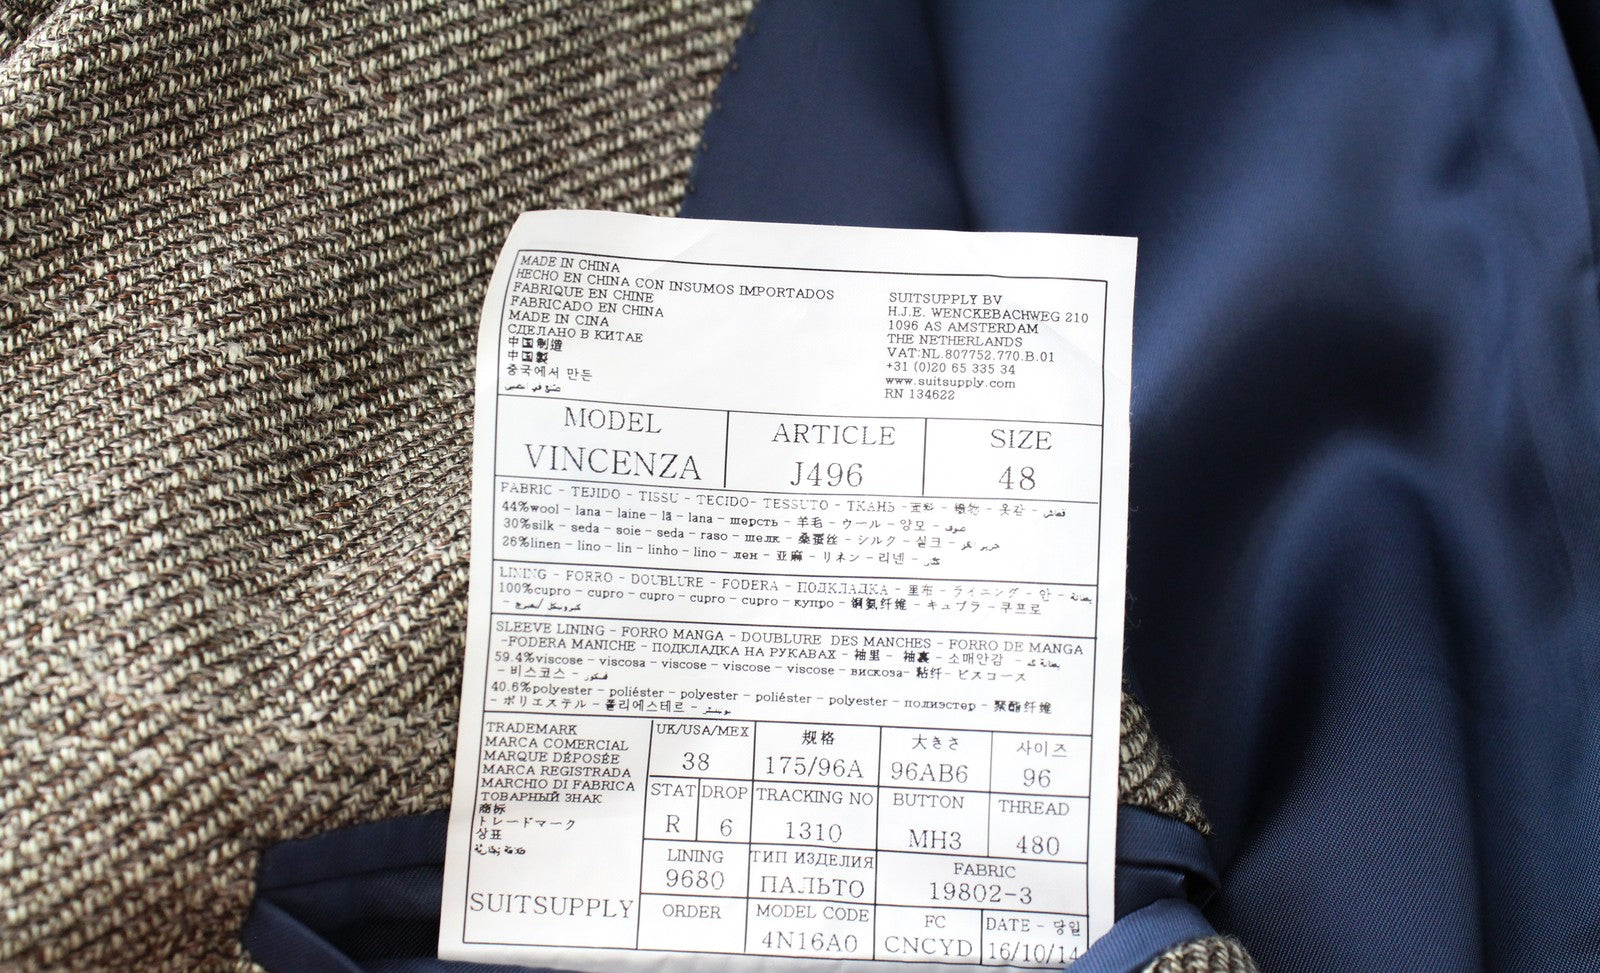 MADE IN CHINA
HECHO EN CHINA CON INSUMOS IMPORTADOS
FABRIQUE EN CHINE
FABRICADO EN CHINA
MADE IN CINA
СДЕЛАНО В КИТАЕ
中国制造
中国製
중국에서 만든
صنع في الصين
SUITSUPPLY BV
H.J.E. WENCKEBACHWEG 210
1096 AS AMSTERDAM
THE NETHERLANDS
VAT:NL.807752.770.B.01
+31 (0)20 65 335 34
www.suitsupply.com
RN 134622
MODEL
VINCENZA
ARTICLE
J496
SIZE
48
FABRIC - TEJIDO - TISSU - TECIDO- TESSUTO - ТКАНЬ - 面料 - 織物 - 옷감 - قماش
44%wool - lana - laine - lã - lana - шерсть - 羊毛 - ウール - 양모 - صوف
30%silk - seda - soie - seda - raso - шелк - 桑蚕丝 - シルク - 실크 -
26%linen - lino - lin - linho - lino - лен - 亚麻 - リネン - 리넨 -
LINING - FORRO - DOUBLURE - FODERA - ПОДКЛАДКА - 里布 - ライニング - 안 - بطانة
100%cupro - cupro - cupro - cupro - cupro - купро - 铜氨纤维 - キュプラ - 쿠프로
SLEEVE LINING - FORRO MANGA - DOUBLURE DES MANCHES - FORRO DE MANGA
-FODERA MANICHE - ПОДКЛАДКА НА РУКАВАХ - 袖里 - 袖裏 - 소매안감 -
59.4%viscose - viscosa - viscose - viscose - viscose - вискоза- 粘纤- ビスコース
- 비스코스 -
40.6%polyester - poliéster - polyester - poliéster - polyester - полиэстер - 聚酯纤维
- ポリエステル - 폴리에스테르 -
TRADEMARK
MARCA COMERCIAL
MARQUE DÉPOSÉE
MARCA REGISTRADA
MARCHIO DI FABRICA
ТОВАРНЫЙ ЗНАК
商标
トレードマーク
상표
علامة تجارية
SUITSUPPLY
UK/USA/MEX
38
规格
175/96A
大きさ
96AB6
사이즈
96
STAT
R
DROP
6
TRACKING NO
1310
BUTTON
MH3
THREAD
480
LINING
9680
ТИП ИЗДЕЛИЯ
ПАЛЬТО
FABRIC
19802-3
ORDER
MODEL CODE
4N16A0
FC
CNCYD
DATE - 당일
16/10/14